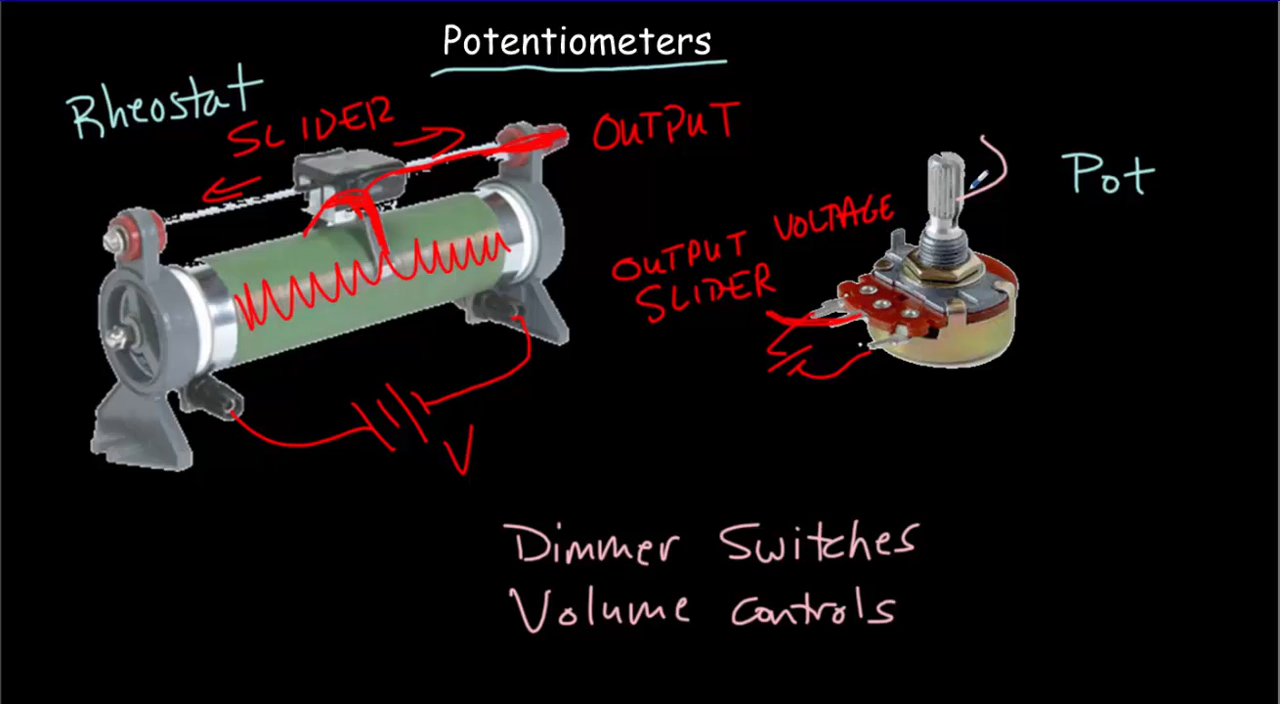 Potentiometers
Rheostat
SLIDER
OUTPUT
Pot
OUTPUT VOLTAGE
SLIDER
V
Dimmer Switches
Volume controls